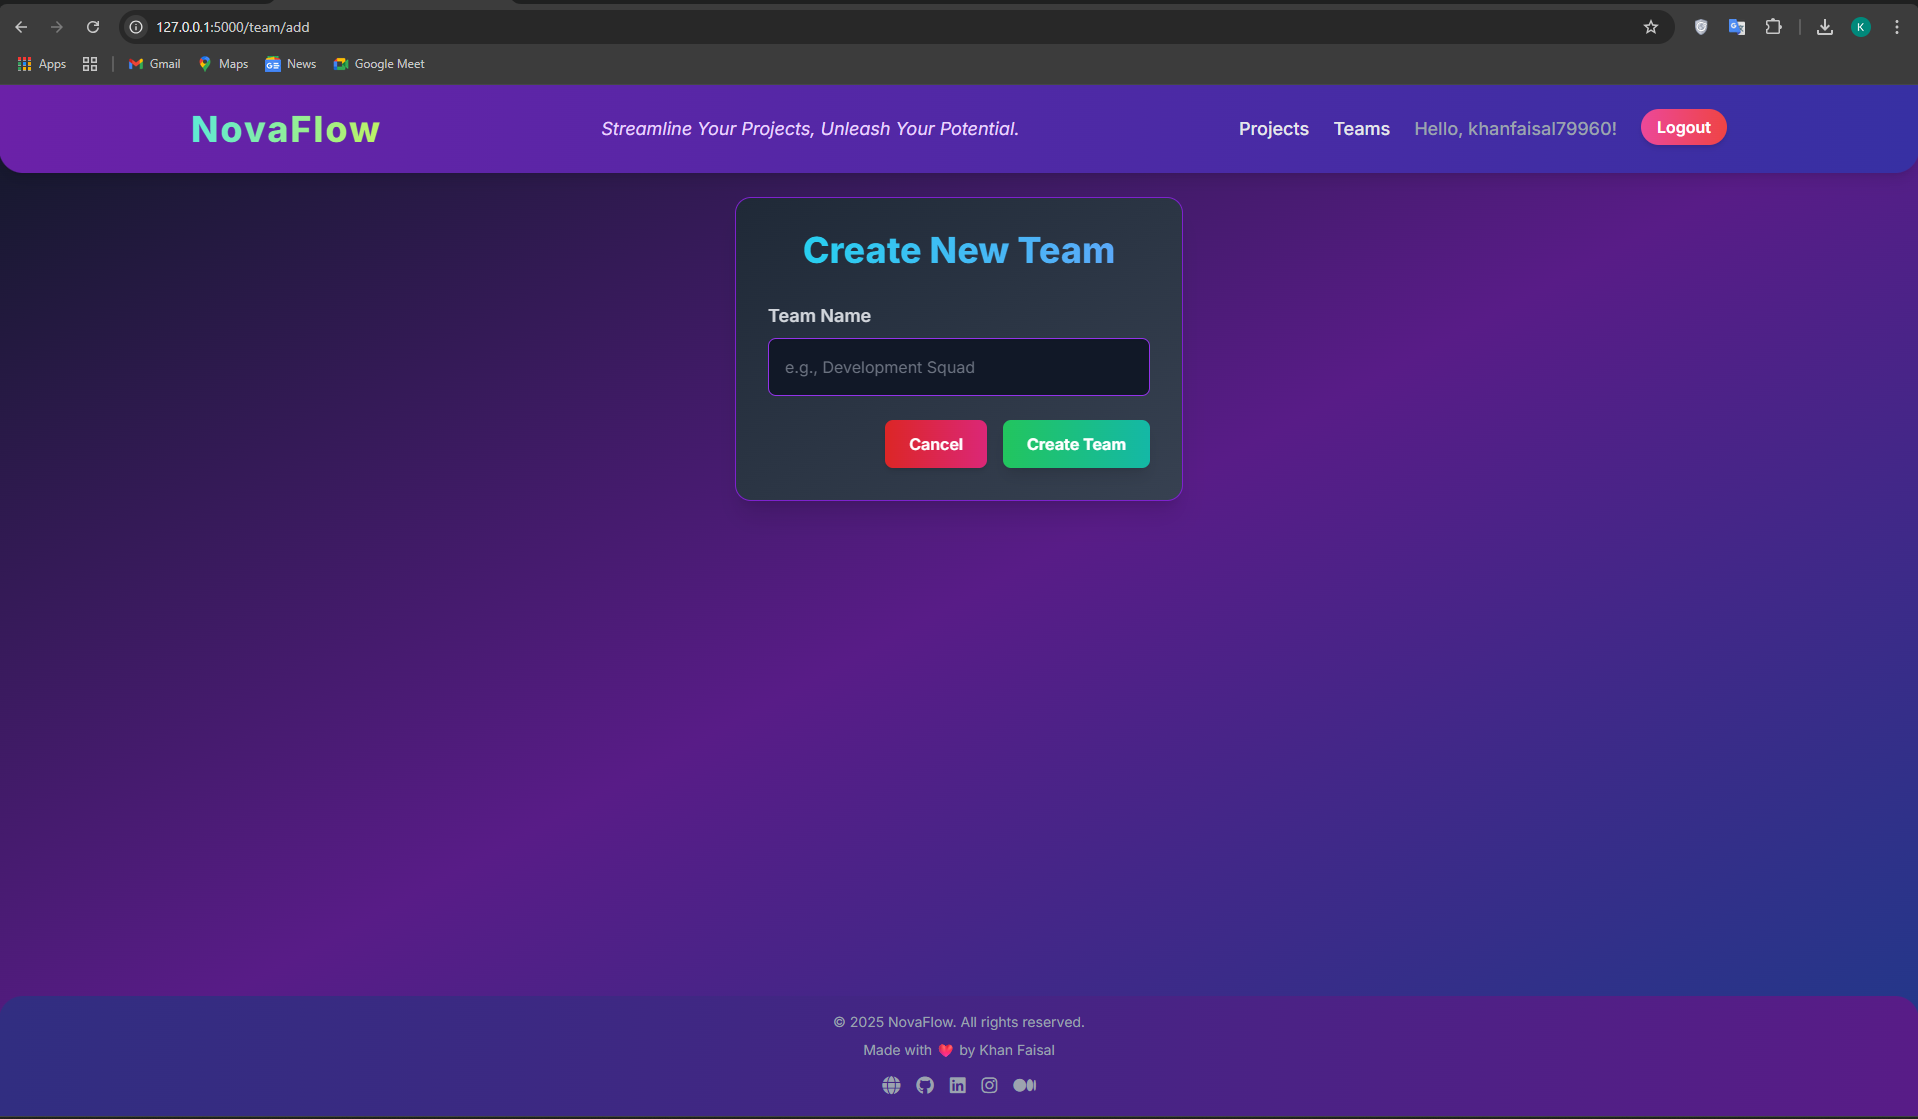 127.0.0.1:5000/team/add
K
Apps
Gmail
Maps
News
Google Meet
NovaFlow
Streamline Your Projects, Unleash Your Potential.
Projects
Teams
Hello, khanfaisal79960!
Logout
Create New Team
Team Name
e.g., Development Squad
Cancel
Create Team
© 2025 NovaFlow. All rights reserved.
Made with ❤️ by Khan Faisal